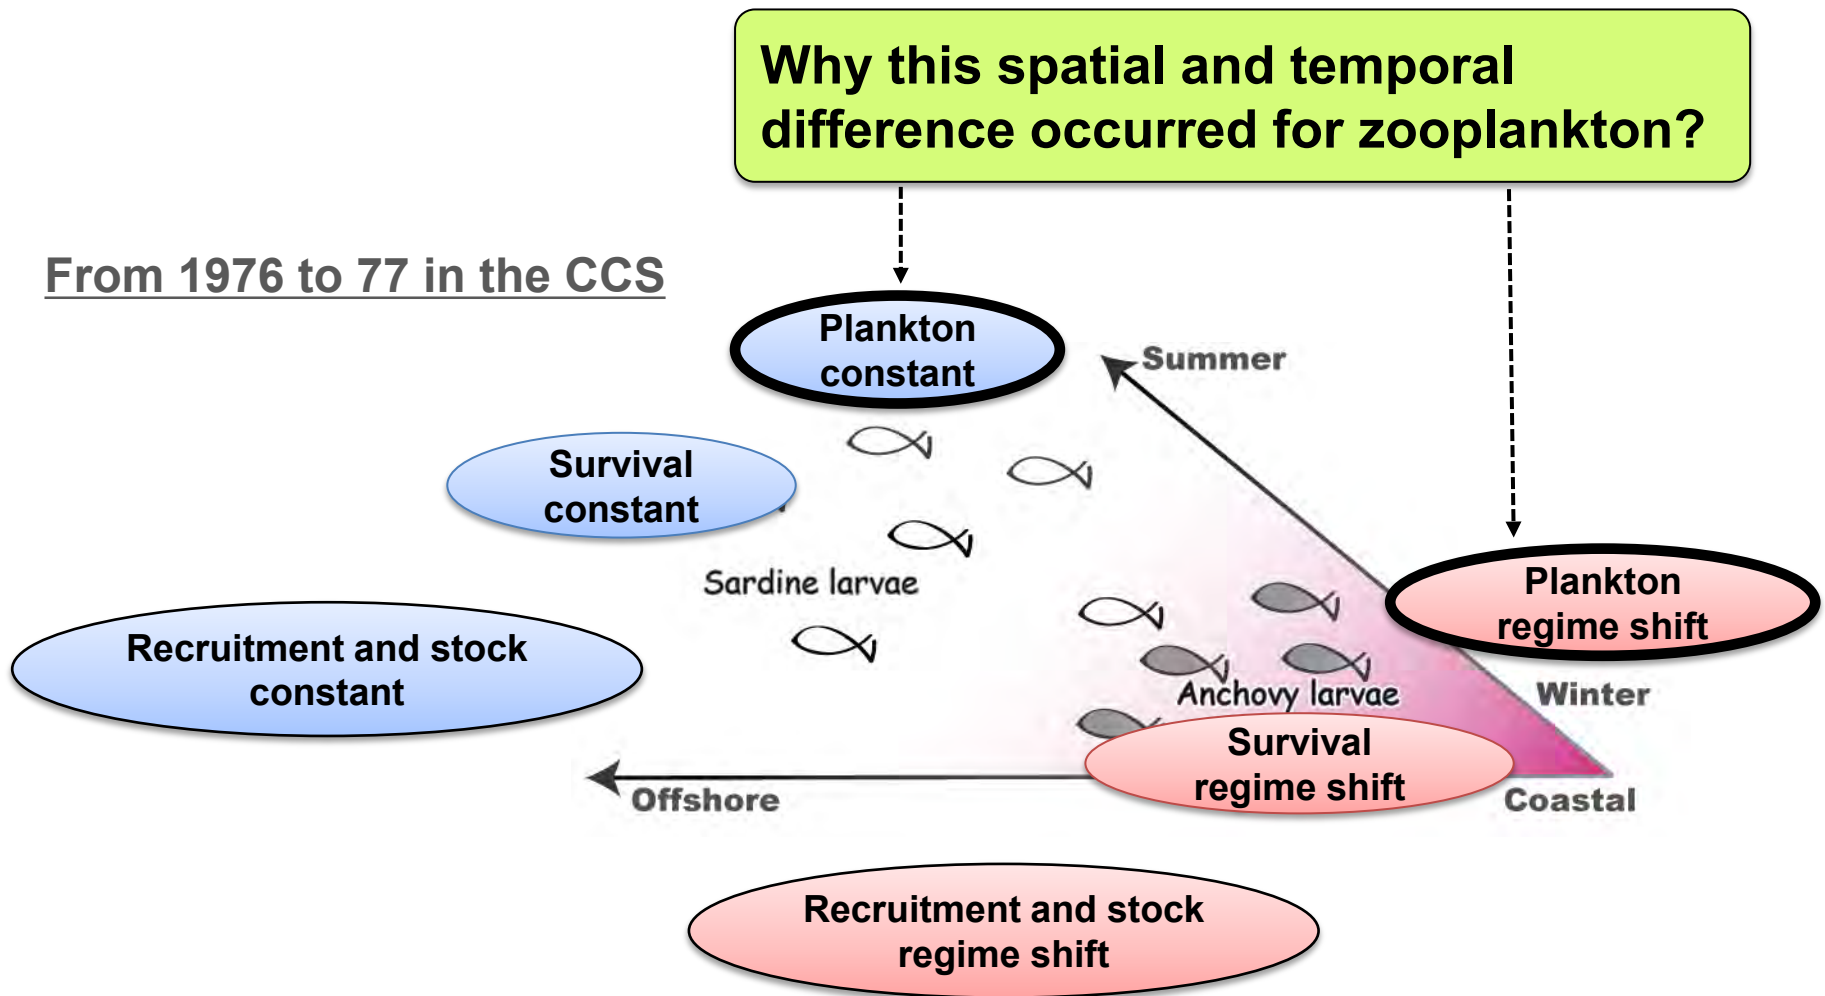 Why this spatial and temporal
difference occurred for zooplankton?
From 1976 to 77 in the CCS
Plankton
constant
Summer
Survival
constant
Sardine larvae
Plankton
regime shift
Recruitment and stock
constant
Anchovy larvae
Winter
Survival
regime shift
Offshore
Coastal
Recruitment and stock
regime shift